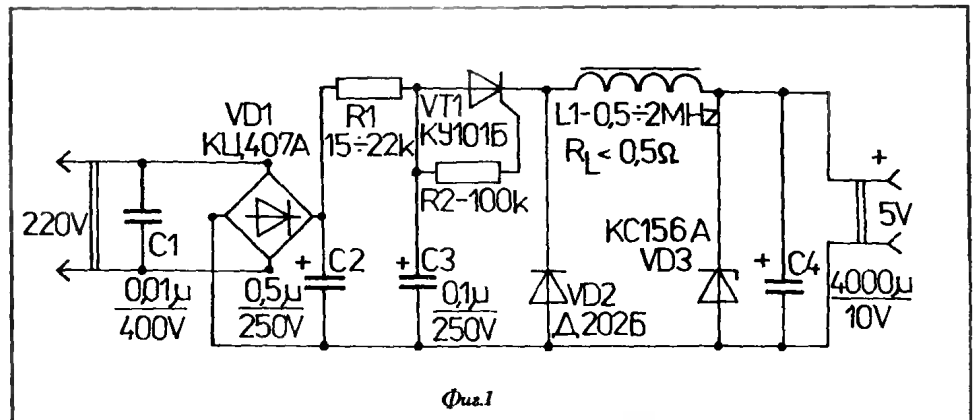 VD1
КЦ407А
R1
15÷22k
VT1
КУ101Б
L1-0,5÷2MHz
R_L < 0,5Ω
R2-100k
220V
C1
0,01μ
400V
+ C2
0,5μ
250V
+ C3
0,1μ
250V
VD2
Д202Б
KC156A
VD3
+ C4
4000μ
10V
+
5V
Фиг.1